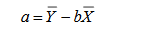 a = Y̅ − bX̅